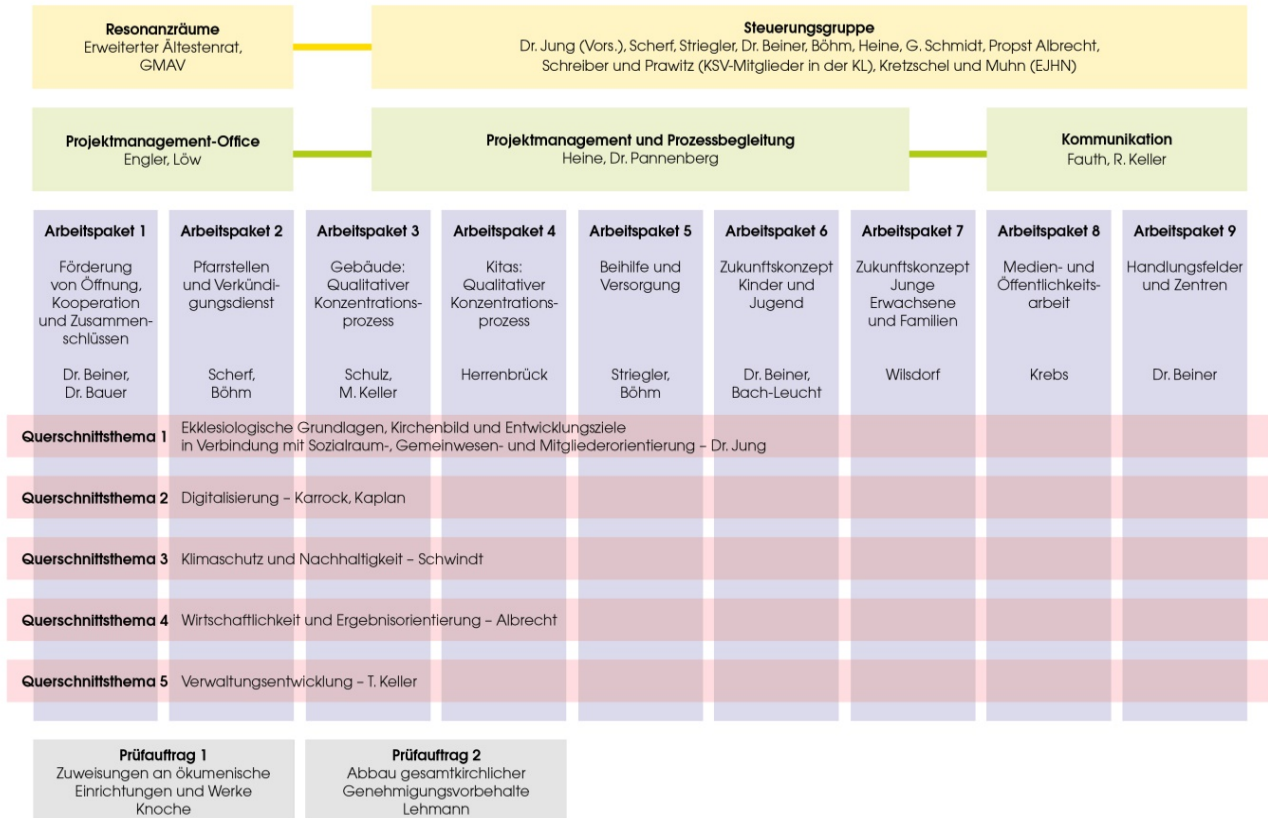 Resonanzräume
Erweiterter Ältestenrat,
GMAV
Steuerungsgruppe
Dr. Jung (Vors.), Scherf, Striegler, Dr. Beiner, Böhm, Heine, G. Schmidt, Propst Albrecht,
Schreiber und Prawitz (KSV-Mitglieder in der KL), Kretzschel und Muhn (EJHN)
Projektmanagement-Office
Engler, Löw
Projektmanagement und Prozessbegleitung
Heine, Dr. Pannenberg
Kommunikation
Fauth, R. Keller
Arbeitspaket 1
Förderung
von Öffnung,
Kooperation
und Zusammen-
schlüssen
Dr. Beiner,
Dr. Bauer
Arbeitspaket 2
Pfarrstellen
und Verkündi-
gungsdienst
Scherf,
Böhm
Arbeitspaket 3
Gebäude:
Qualitativer
Konzentrations-
prozess
Schulz,
M. Keller
Arbeitspaket 4
Kitas:
Qualitativer
Konzentrations-
prozess
Herrenbrück
Arbeitspaket 5
Beihilfe und
Versorgung
Striegler,
Böhm
Arbeitspaket 6
Zukunftskonzept
Kinder und
Jugend
Dr. Beiner,
Bach-Leucht
Arbeitspaket 7
Zukunftskonzept
Junge
Erwachsene
und Familien
Wilsdorf
Arbeitspaket 8
Medien- und
Öffentlichkeits-
arbeit
Krebs
Arbeitspaket 9
Handlungsfelder
und Zentren
Dr. Beiner
Querschnittsthema 1
Ekklesiologische Grundlagen, Kirchenbild und Entwicklungsziele
in Verbindung mit Sozialraum-, Gemeinwesen- und Mitgliederorientierung – Dr. Jung
Querschnittsthema 2 Digitalisierung – Karrock, Kaplan
Querschnittsthema 3 Klimaschutz und Nachhaltigkeit – Schwindt
Querschnittsthema 4 Wirtschaftlichkeit und Ergebnisorientierung – Albrecht
Querschnittsthema 5 Verwaltungsentwicklung – T. Keller
Prüfauftrag 1
Zuweisungen an ökumenische
Einrichtungen und Werke
Knoche
Prüfauftrag 2
Abbau gesamtkirchlicher
Genehmigungsvorbehalte
Lehmann